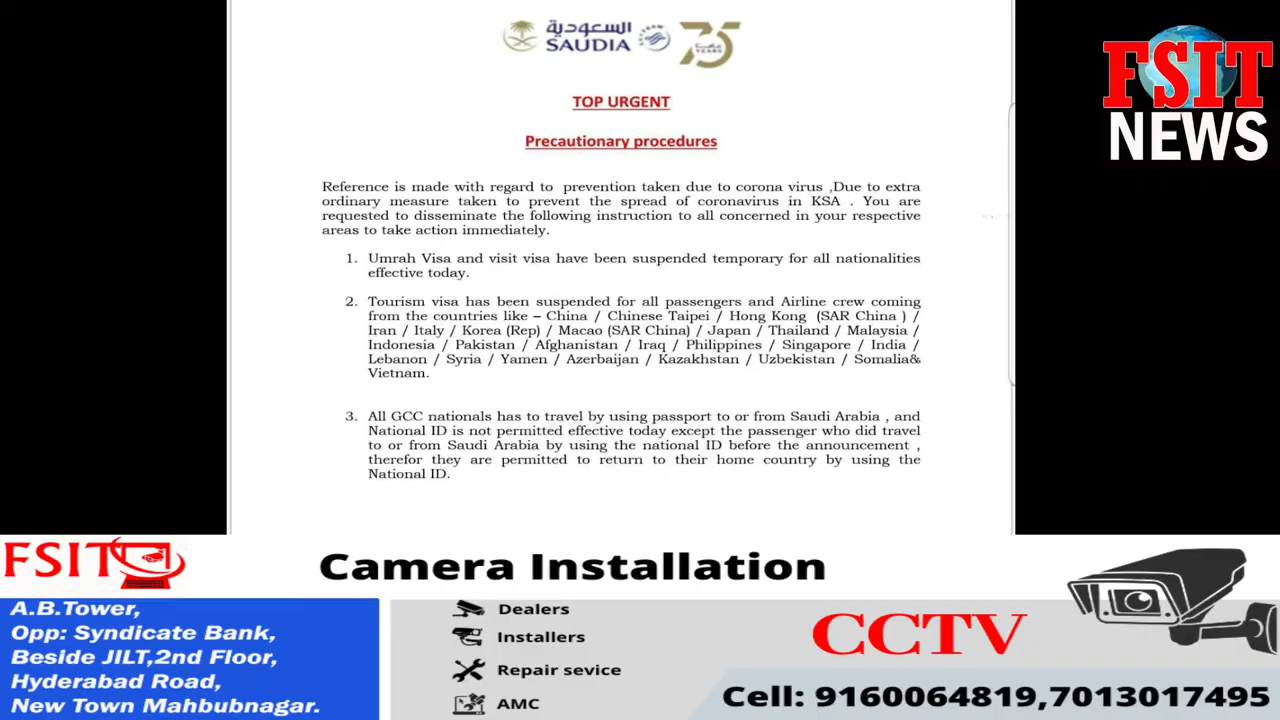 السعودية
SAUDIA
75
YEARS
FSIT
NEWS
TOP URGENT
Precautionary procedures
Reference is made with regard to prevention taken due to corona virus ,Due to extra
ordinary measure taken to prevent the spread of coronavirus in KSA . You are
requested to disseminate the following instruction to all concerned in your respective
areas to take action immediately.
1. Umrah Visa and visit visa have been suspended temporary for all nationalities
effective today.
2. Tourism visa has been suspended for all passengers and Airline crew coming
from the countries like – China / Chinese Taipei / Hong Kong (SAR China ) /
Iran / Italy / Korea (Rep) / Macao (SAR China) / Japan / Thailand / Malaysia /
Indonesia / Pakistan / Afghanistan / Iraq / Philippines / Singapore / India /
Lebanon / Syria / Yamen / Azerbaijan / Kazakhstan / Uzbekistan / Somalia&
Vietnam.
3. All GCC nationals has to travel by using passport to or from Saudi Arabia , and
National ID is not permitted effective today except the passenger who did travel
to or from Saudi Arabia by using the national ID before the announcement ,
therefor they are permitted to return to their home country by using the
National ID.
FSIT
A.B.Tower,
Opp: Syndicate Bank,
Beside JILT,2nd Floor,
Hyderabad Road,
New Town Mahbubnagar.
Camera Installation
Dealers
Installers
Repair sevice
AMC
CCTV
Cell: 9160064819,7013017495